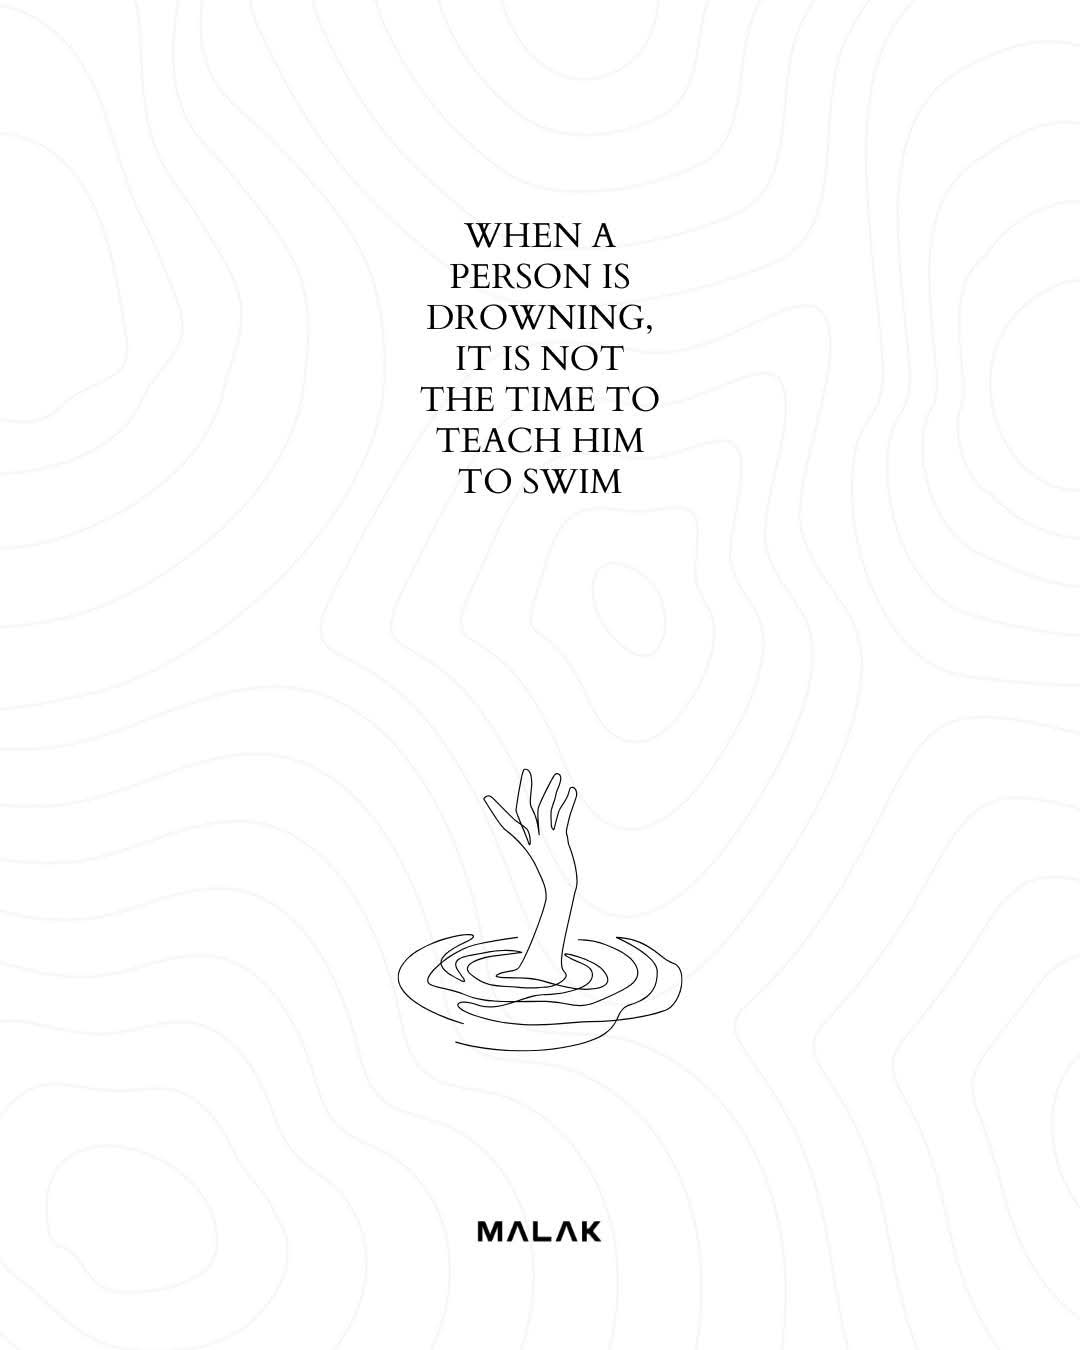 WHEN A
PERSON IS
DROWNING,
IT IS NOT
THE TIME TO
TEACH HIM
TO SWIM
MALAK